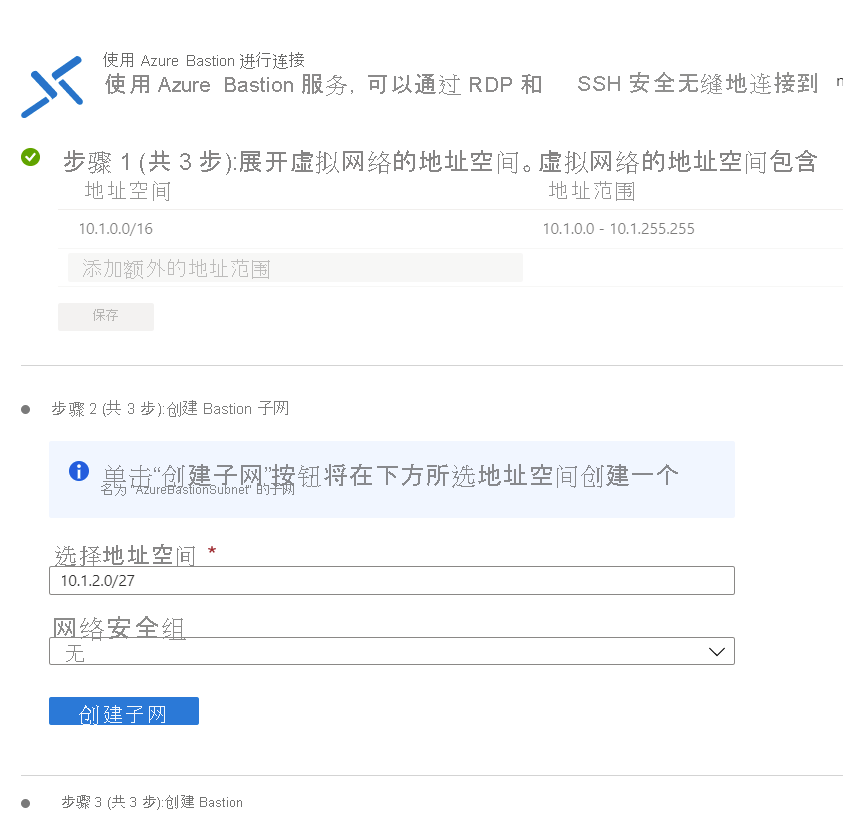 使用 Azure Bastion 进行连接
使用 Azure Bastion 服务, 可以通过 RDP 和 SSH 安全无缝地连接到
步骤 1 (共 3 步):展开虚拟网络的地址空间。虚拟网络的地址空间包含
地址空间 地址范围
10.1.0.0/16 10.1.0.0 - 10.1.255.255
添加额外的地址范围
保存
步骤 2 (共 3 步):创建 Bastion 子网
单击“创建子网”按钮将在下方所选地址空间创建一个
名为 "AzureBastionSubnet" 的子网
选择地址空间 *
10.1.2.0/27
网络安全组
无
创建子网
步骤 3 (共 3 步):创建 Bastion